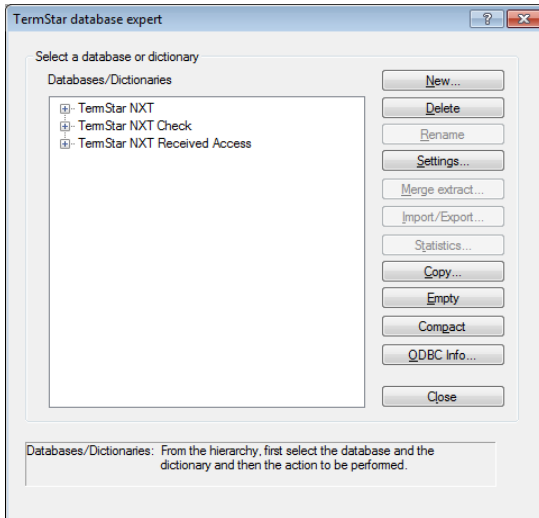 TermStar database expert
Select a database or dictionary
Databases/Dictionaries
TermStar NXT
TermStar NXT Check
TermStar NXT Received Access
New...
Delete
Rename
Settings...
Merge extract...
Import/Export...
Statistics...
Copy...
Empty
Compact
ODBC Info...
Close
Databases/Dictionaries: From the hierarchy, first select the database and the
dictionary and then the action to be performed.